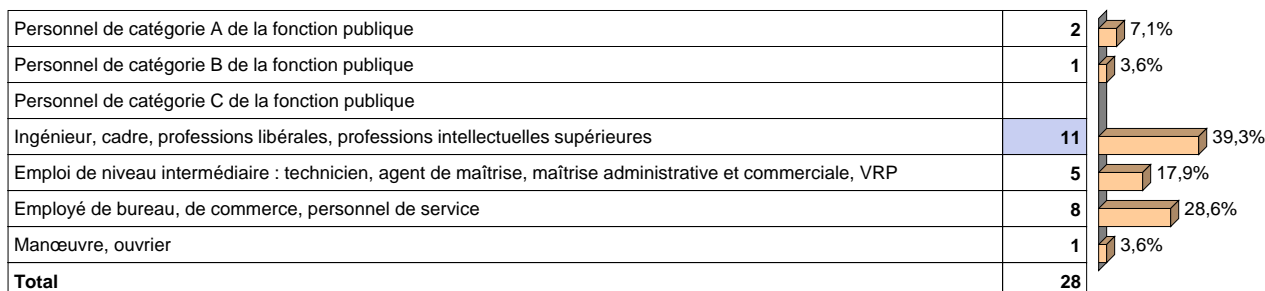 Personnel de catégorie A de la fonction publique 2 7,1%
Personnel de catégorie B de la fonction publique 1 3,6%
Personnel de catégorie C de la fonction publique
Ingénieur, cadre, professions libérales, professions intellectuelles supérieures 11 39,3%
Emploi de niveau intermédiaire : technicien, agent de maîtrise, maîtrise administrative et commerciale, VRP 5 17,9%
Employé de bureau, de commerce, personnel de service 8 28,6%
Manœuvre, ouvrier 1 3,6%
Total 28